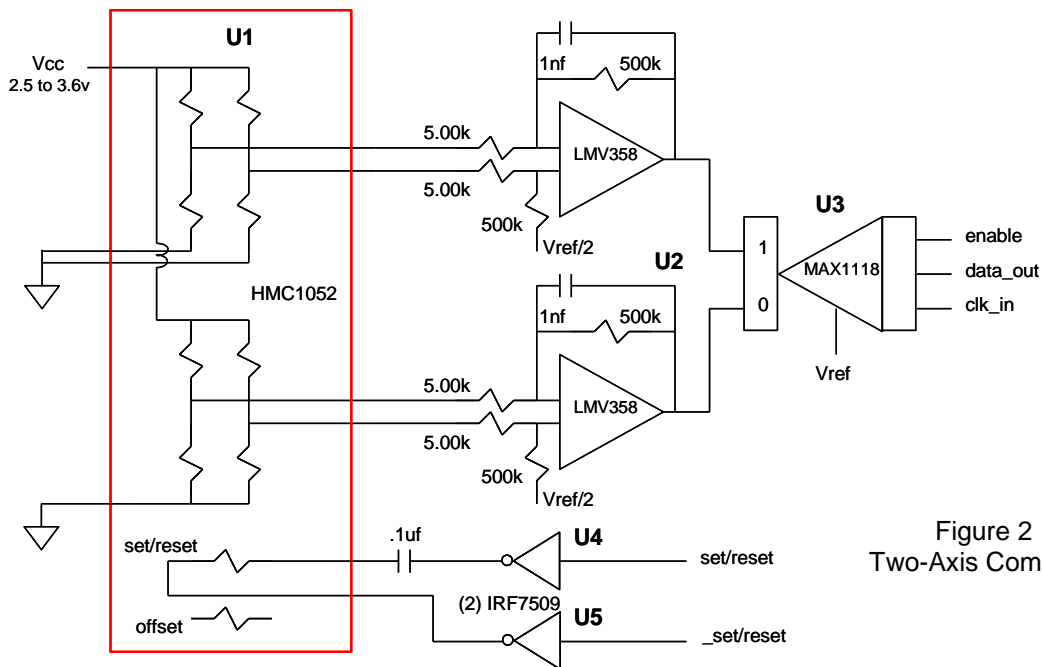 U1
Vcc
2.5 to 3.6v
1nf
500k
5.00k
LMV358
5.00k
500k
Vref/2
U3
1
0
MAX1118
enable
data_out
clk_in
Vref
HMC1052
U2
1nf
500k
5.00k
LMV358
5.00k
500k
Vref/2
set/reset
.1uf
U4
set/reset
(2) IRF7509
offset
U5
_set/reset
Figure 2
Two-Axis Com